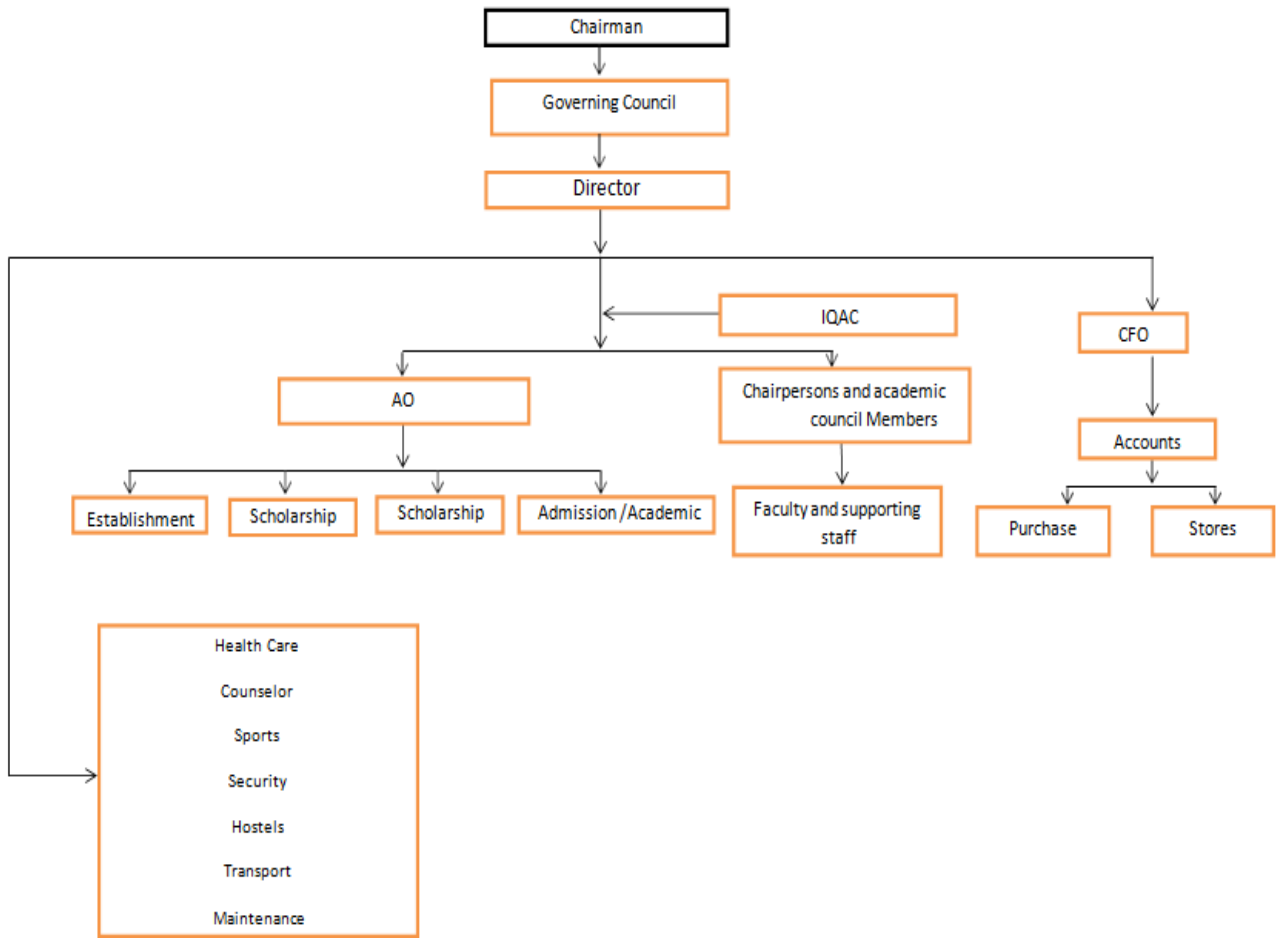 Chairman
Governing Council
Director
IQAC
CFO
AO
Chairpersons and academic
council Members
Accounts
Establishment
Scholarship
Scholarship
Admission /Academic
Faculty and supporting
staff
Purchase
Stores
Health Care
Counselor
Sports
Security
Hostels
Transport
Maintenance